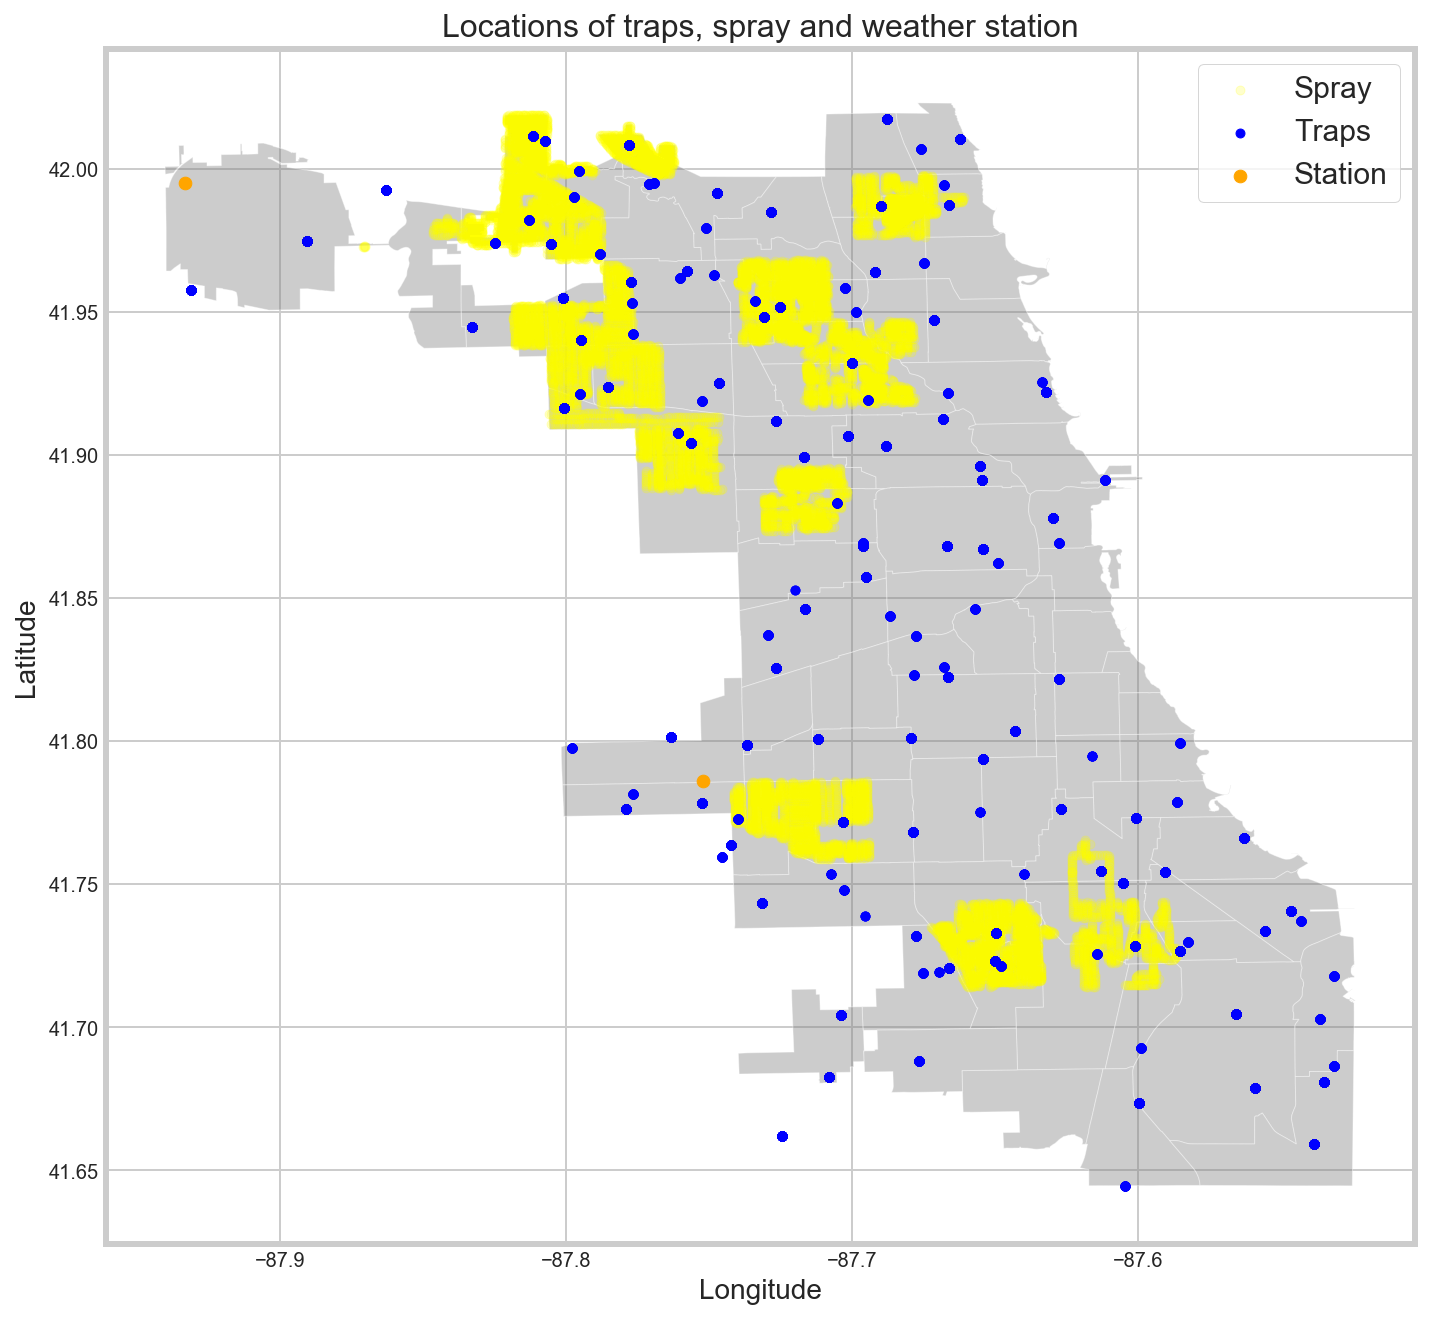 Locations of traps, spray and weather station
Spray
Traps
Station
Latitude
42.00
41.95
41.90
41.85
41.80
41.75
41.70
41.65
−87.9
−87.8
−87.7
−87.6
Longitude